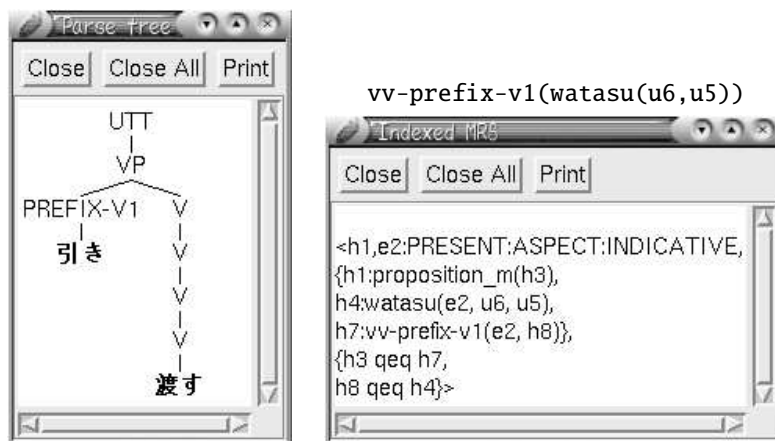 Parse tree
Close Close All Print
UTT
VP
PREFIX-V1 V
引き V
V
V
渡す
vv-prefix-v1(watasu(u6,u5))
Indexed MRS
Close Close All Print
<h1,e2:PRESENT:ASPECT:INDICATIVE,
{h1:proposition_m(h3),
h4:watasu(e2, u6, u5),
h7:vv-prefix-v1(e2, h8)},
{h3 qeq h7,
h8 qeq h4}>